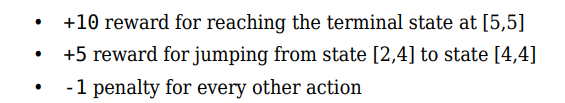 • +10 reward for reaching the terminal state at [5,5]
• +5 reward for jumping from state [2,4] to state [4,4]
• -1 penalty for every other action